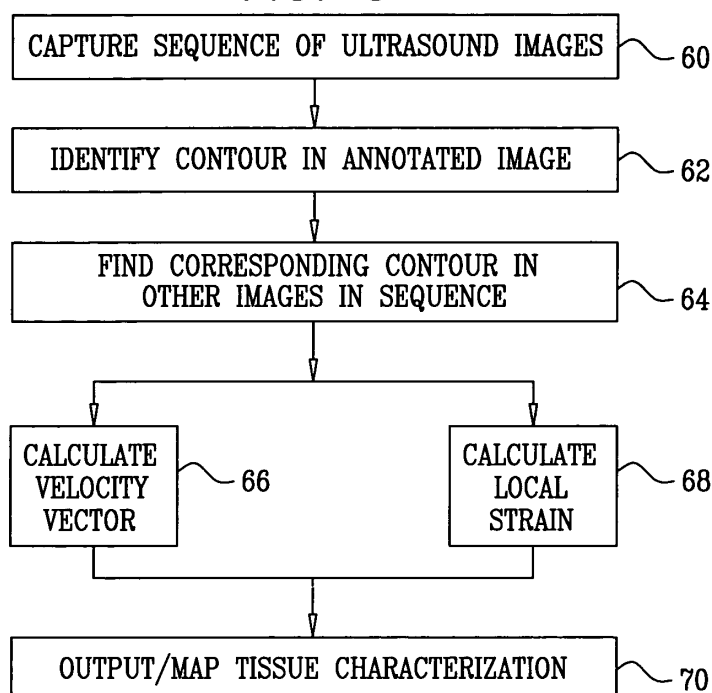 CAPTURE SEQUENCE OF ULTRASOUND IMAGES
60
IDENTIFY CONTOUR IN ANNOTATED IMAGE
62
FIND CORRESPONDING CONTOUR IN
OTHER IMAGES IN SEQUENCE
64
CALCULATE
VELOCITY
VECTOR
66
CALCULATE
LOCAL
STRAIN
68
OUTPUT/MAP TISSUE CHARACTERIZATION
70